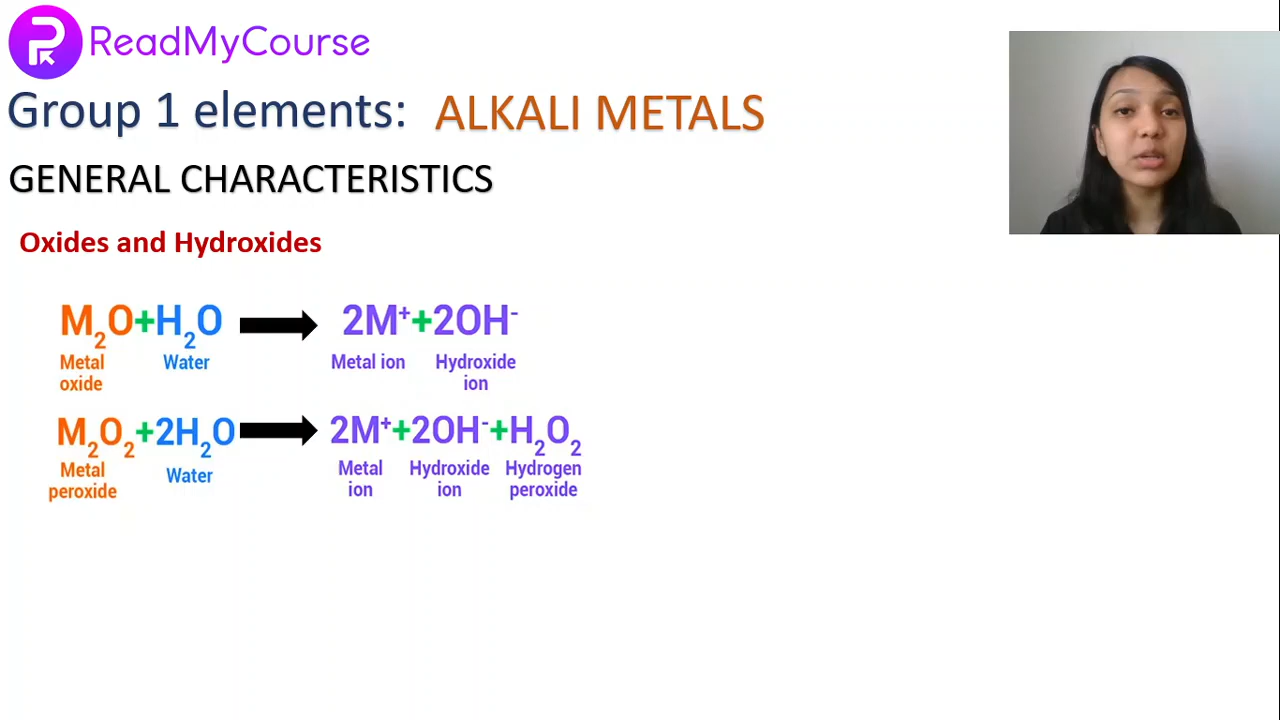 ReadMyCourse
Group 1 elements: ALKALI METALS
GENERAL CHARACTERISTICS
Oxides and Hydroxides
M₂O+H₂O → 2M⁺+2OH⁻
Metal oxide Water Metal ion Hydroxide ion
M₂O₂+2H₂O → 2M⁺+2OH⁻+H₂O₂
Metal peroxide Water Metal ion Hydroxide ion Hydrogen peroxide